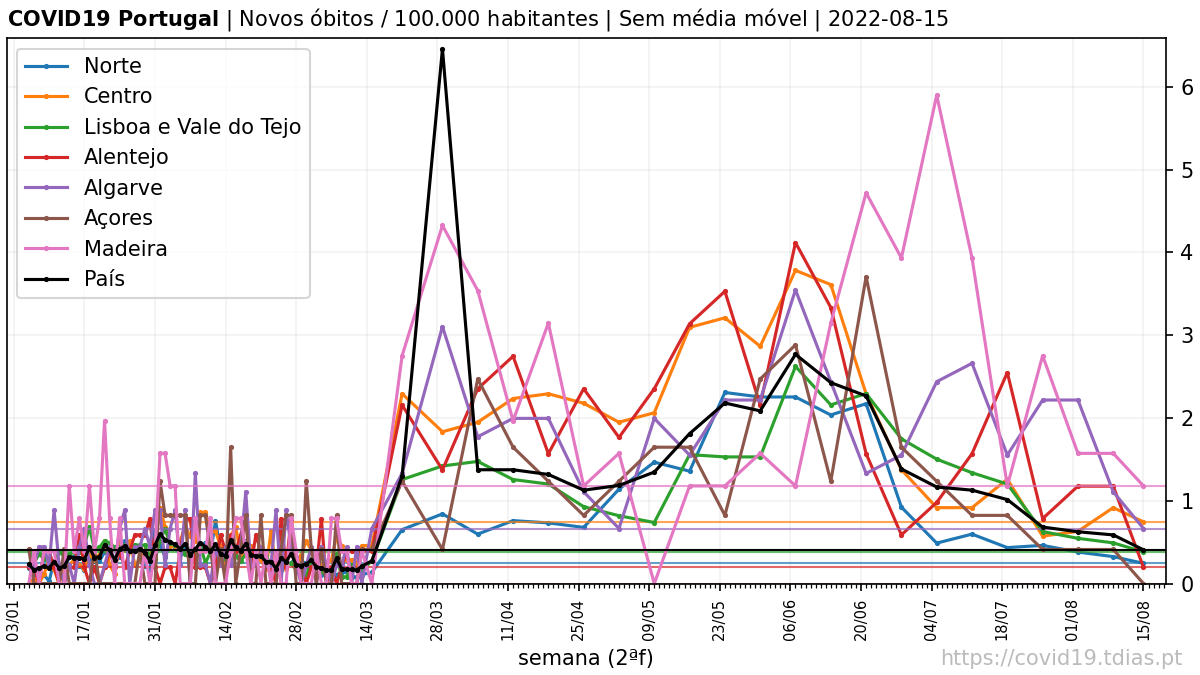 COVID19 Portugal | Novos óbitos / 100.000 habitantes | Sem média móvel | 2022-08-15
Norte
Centro
Lisboa e Vale do Tejo
Alentejo
Algarve
Açores
Madeira
País
6
5
4
3
2
1
0
03/01
17/01
31/01
14/02
28/02
14/03
28/03
11/04
25/04
09/05
23/05
06/06
20/06
04/07
18/07
01/08
15/08
semana (2ªf)
https://covid19.tdias.pt